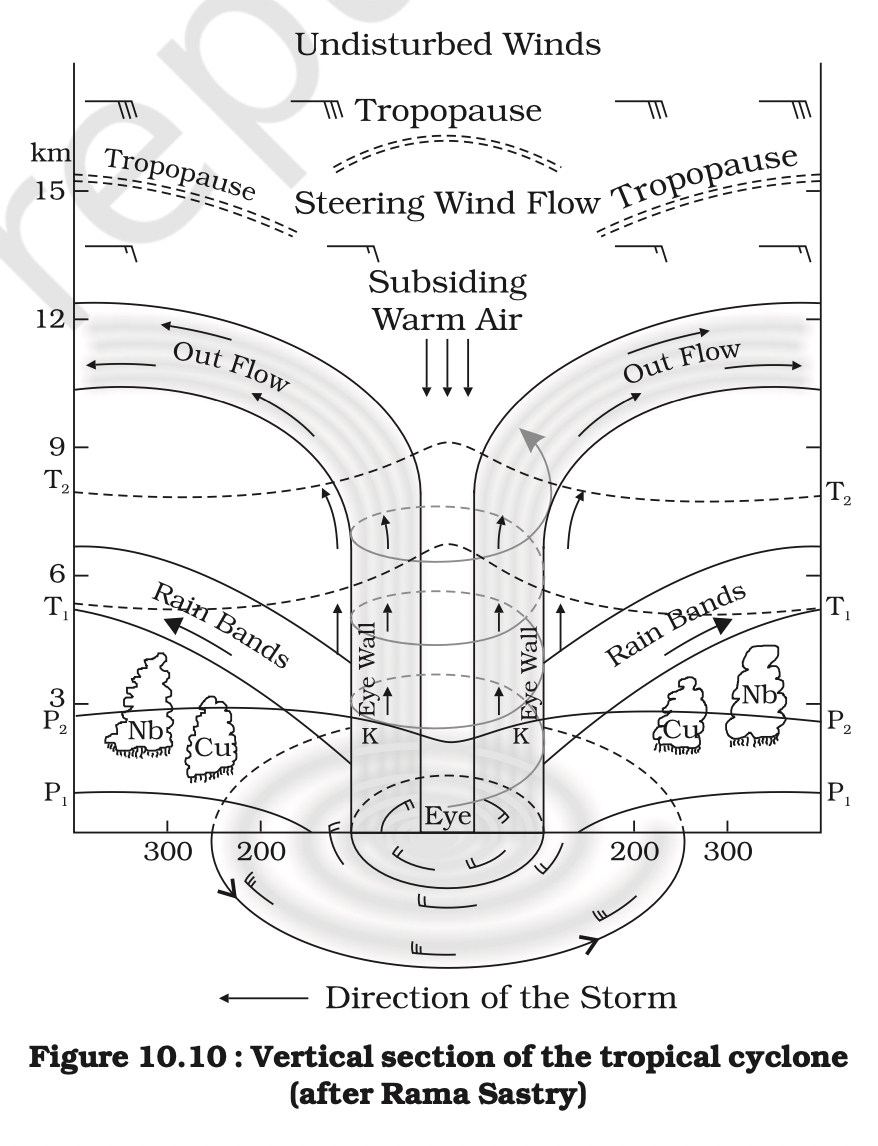 Undisturbed Winds
Tropopause
km
Tropopause
Tropopause
15
Steering Wind Flow
Subsiding
Warm Air
12
Out Flow
Out Flow
9
T2
T2
6
T1
T1
Rain Bands
Rain Bands
Eye Wall
Eye Wall
3
P2
P2
Nb
Cu
K
K
Cu
Nb
P1
P1
Eye
300
200
200
300
Direction of the Storm
Figure 10.10 : Vertical section of the tropical cyclone
(after Rama Sastry)